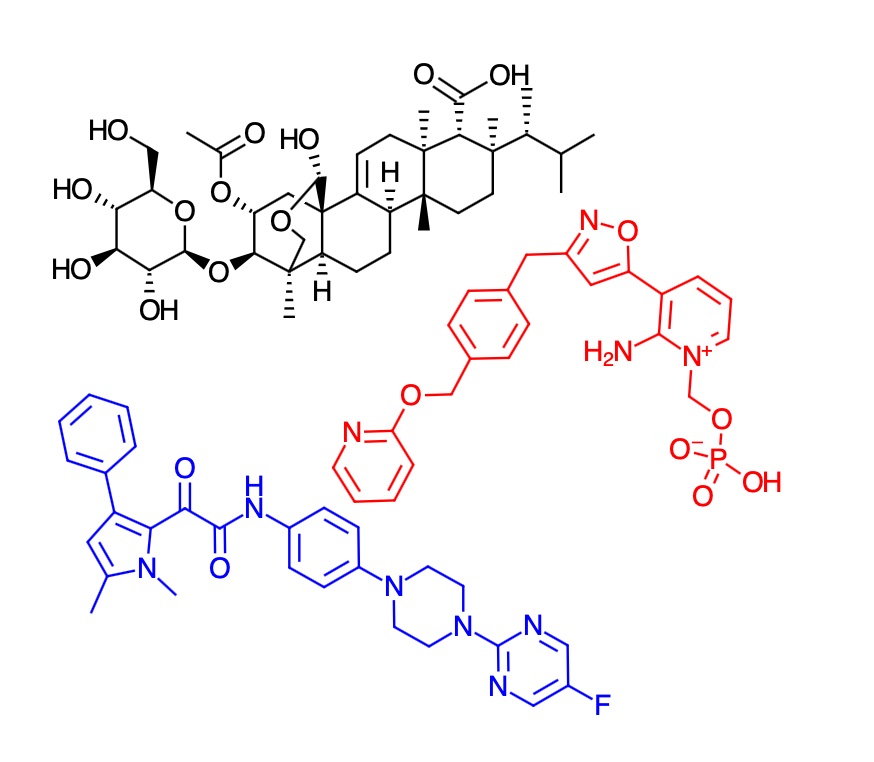 O OH
HO O HO
H
HO O
O
O
HO O
OH H
N O
H₂N N⁺
O O
N O⁻ P
O OH
O H
N
N O
N
N N
N F